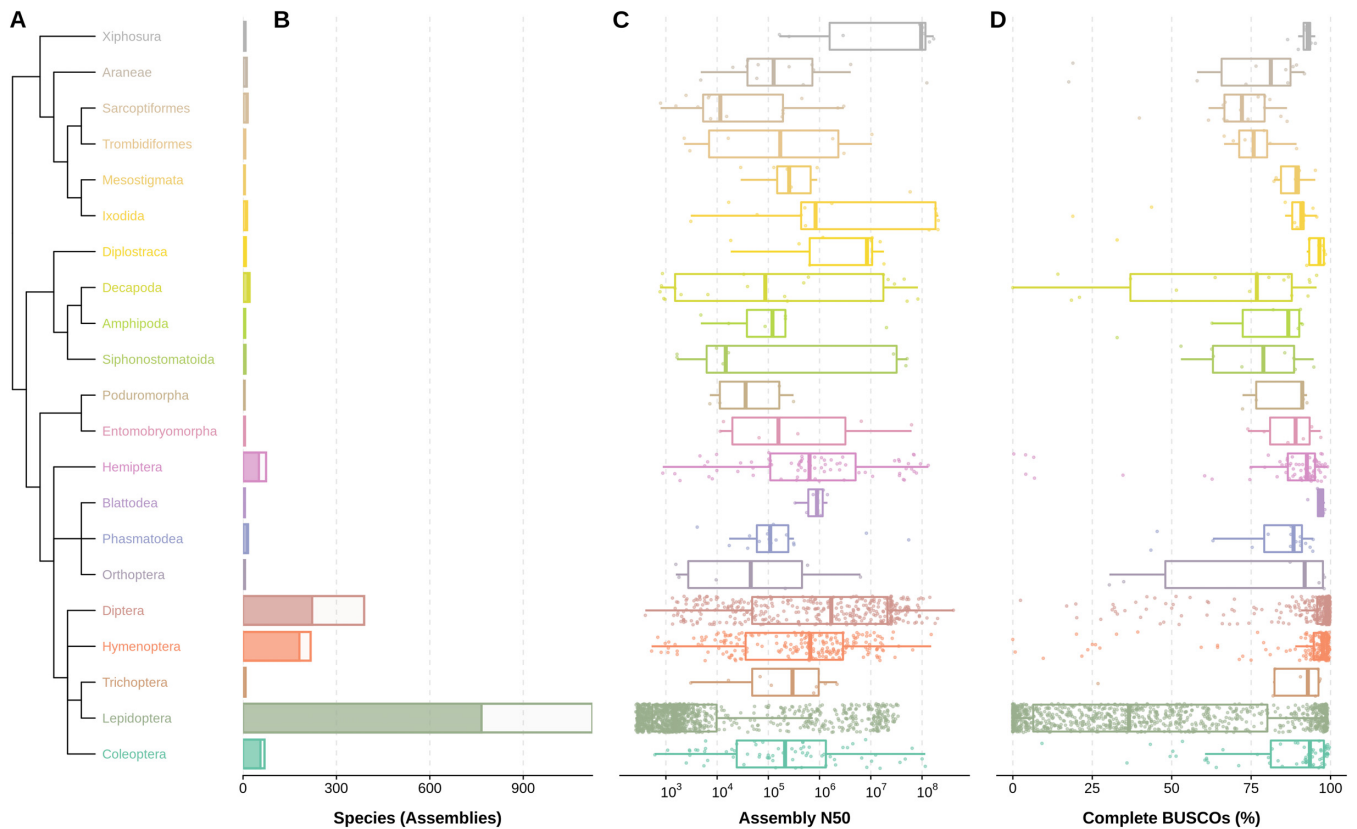 A B C D
Xiphosura
Araneae
Sarcoptiformes
Trombidiformes
Mesostigmata
Ixodida
Diplostraca
Decapoda
Amphipoda
Siphonostomatoida
Poduromorpha
Entomobryomorpha
Hemiptera
Blattodea
Phasmatodea
Orthoptera
Diptera
Hymenoptera
Trichoptera
Lepidoptera
Coleoptera
0 300 600 900
Species (Assemblies)
10³ 10⁴ 10⁵ 10⁶ 10⁷ 10⁸
Assembly N50
0 25 50 75 100
Complete BUSCOs (%)